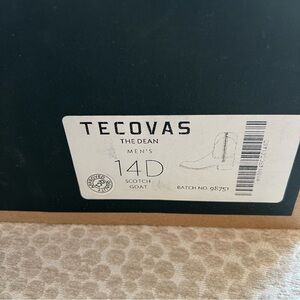 TECOVAS
THE DEAN
MEN'S
14D
SCOTCH
GOAT
BATCH NO. 98751